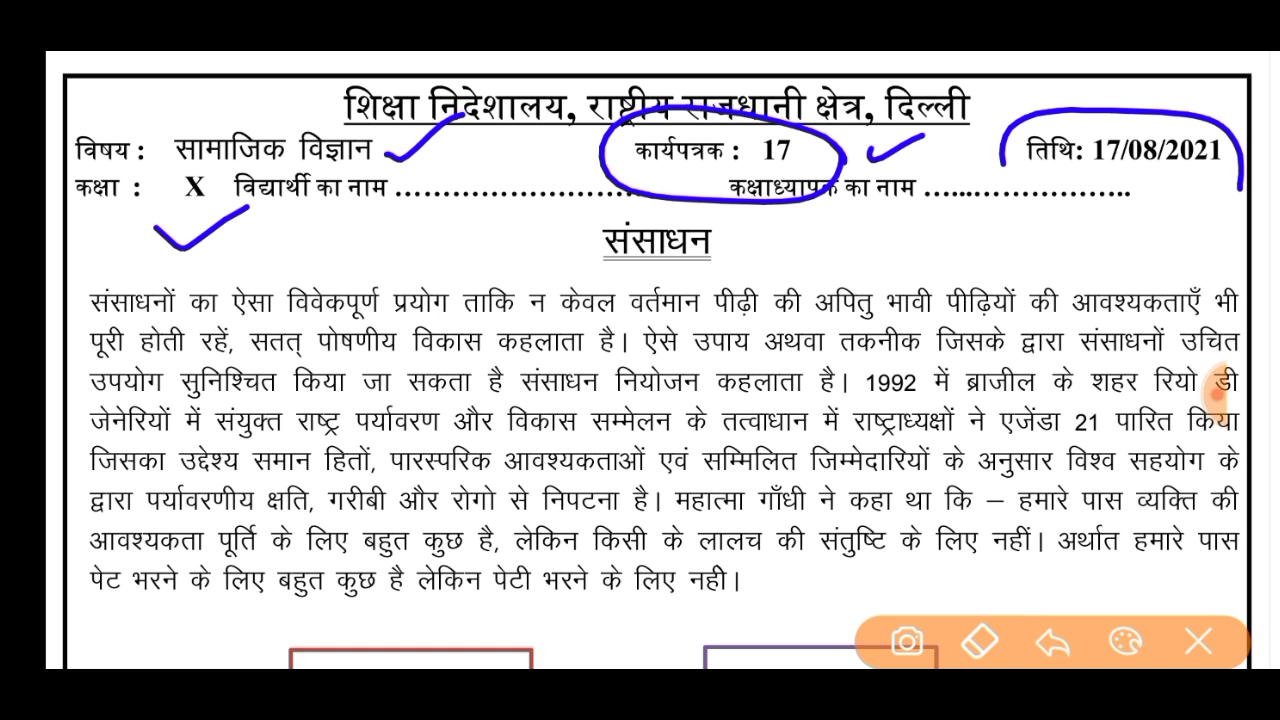 शिक्षा निदेशालय, राष्ट्रीय राजधानी क्षेत्र, दिल्ली
विषय : सामाजिक विज्ञान कार्यपत्रक : 17 तिथि: 17/08/2021
कक्षा : X विद्यार्थी का नाम ………………………… कक्षाध्यापक का नाम …...……………..
संसाधन
संसाधनों का ऐसा विवेकपूर्ण प्रयोग ताकि न केवल वर्तमान पीढ़ी की अपितु भावी पीढ़ियों की आवश्यकताएँ भी
पूरी होती रहें, सतत् पोषणीय विकास कहलाता है। ऐसे उपाय अथवा तकनीक जिसके द्वारा संसाधनों उचित
उपयोग सुनिश्चित किया जा सकता है संसाधन नियोजन कहलाता है। 1992 में ब्राजील के शहर रियो डी
जेनेरियों में संयुक्त राष्ट्र पर्यावरण और विकास सम्मेलन के तत्वाधान में राष्ट्राध्यक्षों ने एजेंडा 21 पारित किया
जिसका उद्देश्य समान हितों, पारस्परिक आवश्यकताओं एवं सम्मिलित जिम्मेदारियों के अनुसार विश्व सहयोग के
द्वारा पर्यावरणीय क्षति, गरीबी और रोगो से निपटना है। महात्मा गाँधी ने कहा था कि – हमारे पास व्यक्ति की
आवश्यकता पूर्ति के लिए बहुत कुछ है, लेकिन किसी के लालच की संतुष्टि के लिए नहीं। अर्थात हमारे पास
पेट भरने के लिए बहुत कुछ है लेकिन पेटी भरने के लिए नही।